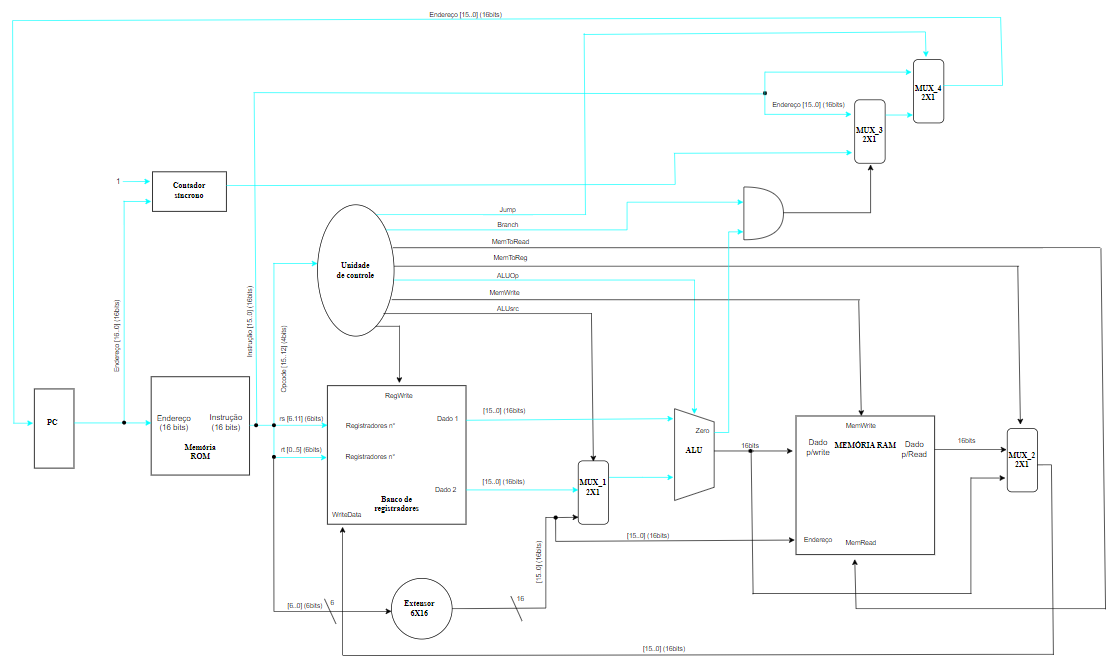 Endereço [15..0] (16bits)
MUX_4
2X1
Endereço [15..0] (16bits)
MUX_3
2X1
1
Contador
síncrono
Jump
Branch
MemToRead
MemToReg
ALUOp
MemWrite
ALUsrc
Unidade
de controle
Endereço [16..0] (16bits)
Instrução [15..0] (16bits)
Opcode [15..12] (4bits)
PC
Endereço
(16 bits)
Instrução
(16 bits)
Memória
ROM
rs [6.11] (6bits)
rt [0..5] (6bits)
RegWrite
Registradores n°
Registradores n°
Dado 1
Dado 2
Banco de
registradores
WriteData
[15..0] (16bits)
[15..0] (16bits)
MUX_1
2X1
Zero
ALU
16bits
MemWrite
Dado
p/write
MEMÓRIA RAM
Dado
p/Read
Endereço
MemRead
16bits
MUX_2
2X1
[15..0] (16bits)
[15..0] (16bits)
[6..0] (6bits)
6
Extensor
6X16
16
[15..0] (16bits)